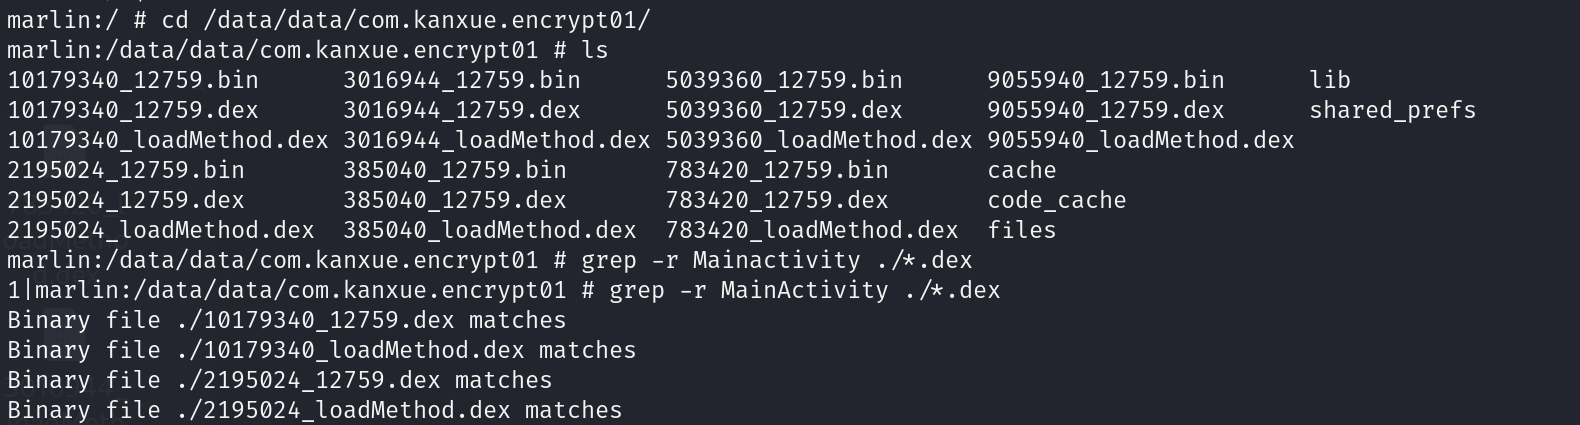 marlin:/ # cd /data/data/com.kanxue.encrypt01/
marlin:/data/data/com.kanxue.encrypt01 # ls
10179340_12759.bin      3016944_12759.bin      5039360_12759.bin      9055940_12759.bin      lib
10179340_12759.dex      3016944_12759.dex      5039360_12759.dex      9055940_12759.dex      shared_prefs
10179340_loadMethod.dex 3016944_loadMethod.dex 5039360_loadMethod.dex 9055940_loadMethod.dex
2195024_12759.bin       385040_12759.bin       783420_12759.bin       cache
2195024_12759.dex       385040_12759.dex       783420_12759.dex       code_cache
2195024_loadMethod.dex  385040_loadMethod.dex  783420_loadMethod.dex  files
marlin:/data/data/com.kanxue.encrypt01 # grep -r Mainactivity ./*.dex
1|marlin:/data/data/com.kanxue.encrypt01 # grep -r MainActivity ./*.dex
Binary file ./10179340_12759.dex matches
Binary file ./10179340_loadMethod.dex matches
Binary file ./2195024_12759.dex matches
Binary file ./2195024_loadMethod.dex matches